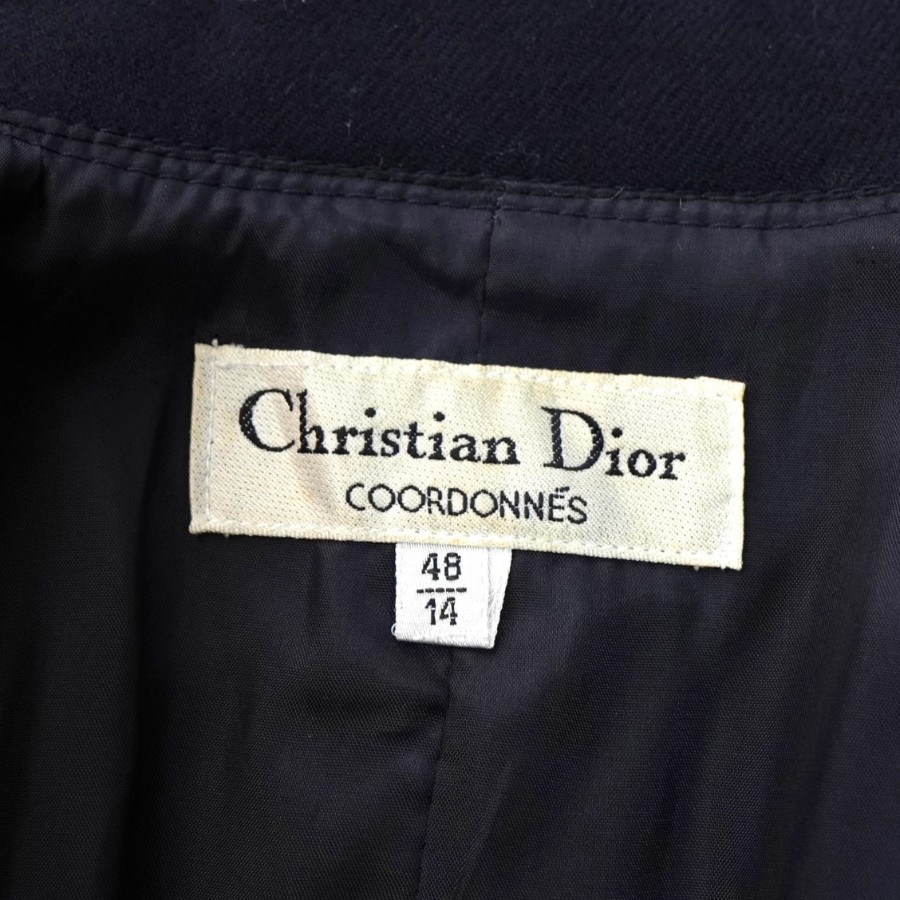 Christian Dior
COORDONNÉS
48
14